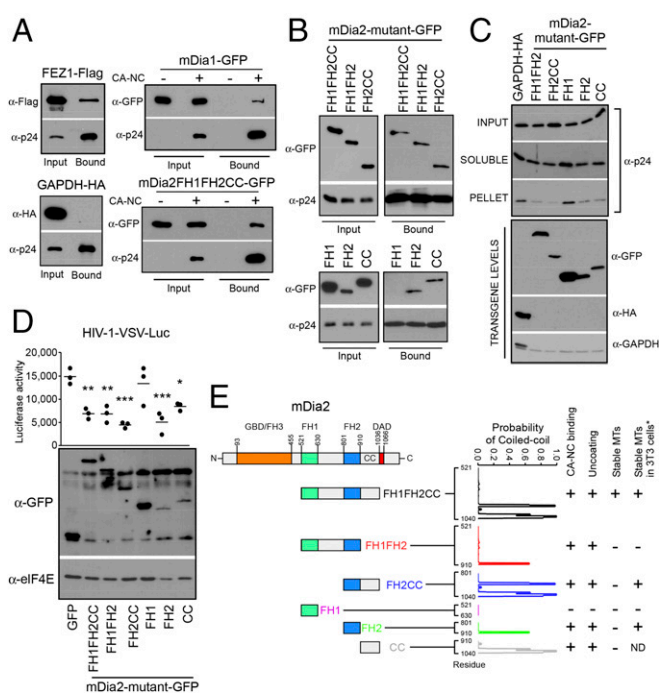 A
FEZ1-Flag
α-Flag
α-p24
Input Bound
mDia1-GFP
CA-NC - + - +
α-GFP
α-p24
Input Bound
GAPDH-HA
α-HA
α-p24
Input Bound
mDia2FH1FH2CC-GFP
CA-NC - + - +
α-GFP
α-p24
Input Bound
B
mDia2-mutant-GFP
FH1FH2CC FH1FH2 FH2CC FH1FH2CC FH1FH2 FH2CC
α-GFP
α-p24
Input Bound
FH1 FH2 CC FH1 FH2 CC
α-GFP
α-p24
Input Bound
C
mDia2-
mutant-GFP
GAPDH-HA FH1FH2 FH2CC FH1 FH2 CC
INPUT
SOLUBLE
PELLET
α-p24
TRANSGENE LEVELS
α-GFP
α-HA
α-GAPDH
D
HIV-1-VSV-Luc
Luciferase activity
20,000
15,000
10,000
5,000
0
** ** *** *** *
α-GFP
α-eIF4E
GFP FH1FH2CC FH1FH2 FH2CC FH1 FH2 CC
mDia2-mutant-GFP
E
mDia2
GBD/FH3 FH1 FH2 DAD
93 455 521 630 801 910 1036 1066
N CC C
Probability
of Coiled-coil
0.0 0.2 0.4 0.6 0.8 1.0
CA-NC binding
Uncoating
Stable MTs
Stable MTs
in 3T3 cells*
FH1FH2CC 521 1040 + + + +
FH1FH2 521 910 + + - -
FH2CC 801 1040 + + - +
FH1 521 630 - - - -
FH2 801 910 + + - +
CC 910 1040 + + - ND
Residue